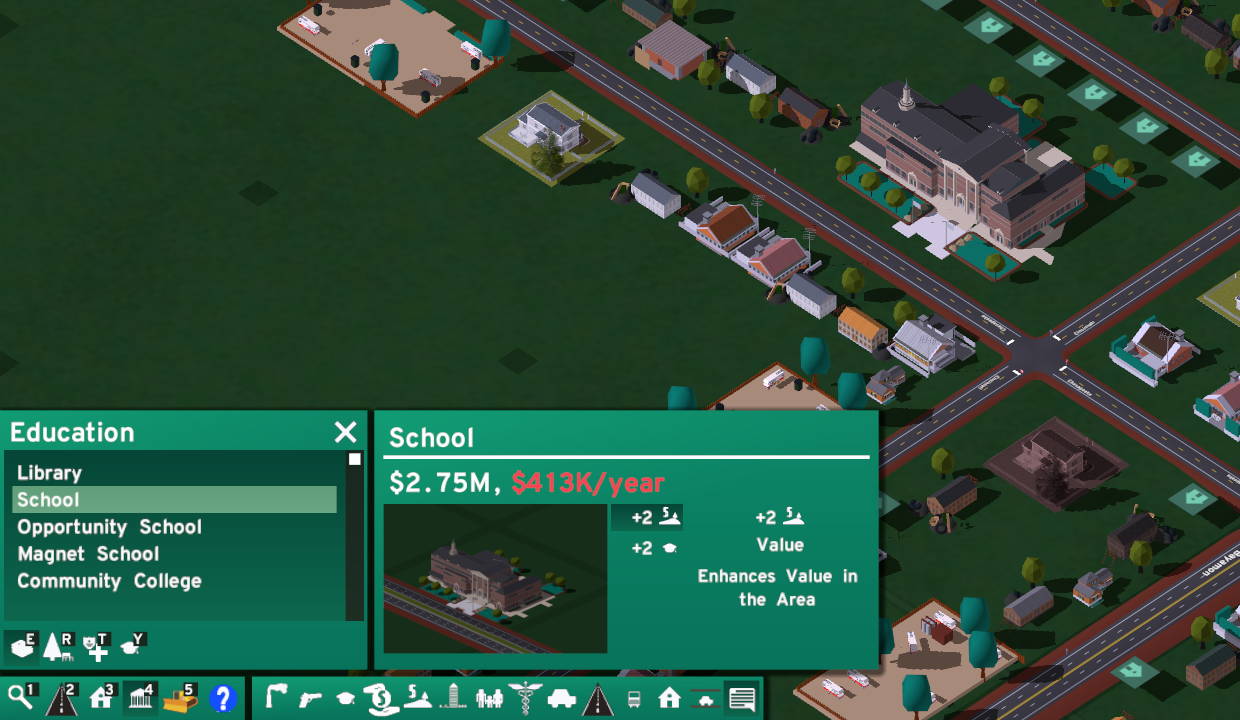 Education
Library
School
Opportunity School
Magnet School
Community College
E
R
T
Y
School
$2.75M, $413K/year
+2
+2
+2
Value
Enhances Value in
the Area
1
2
3
4
5
?
Bayamon